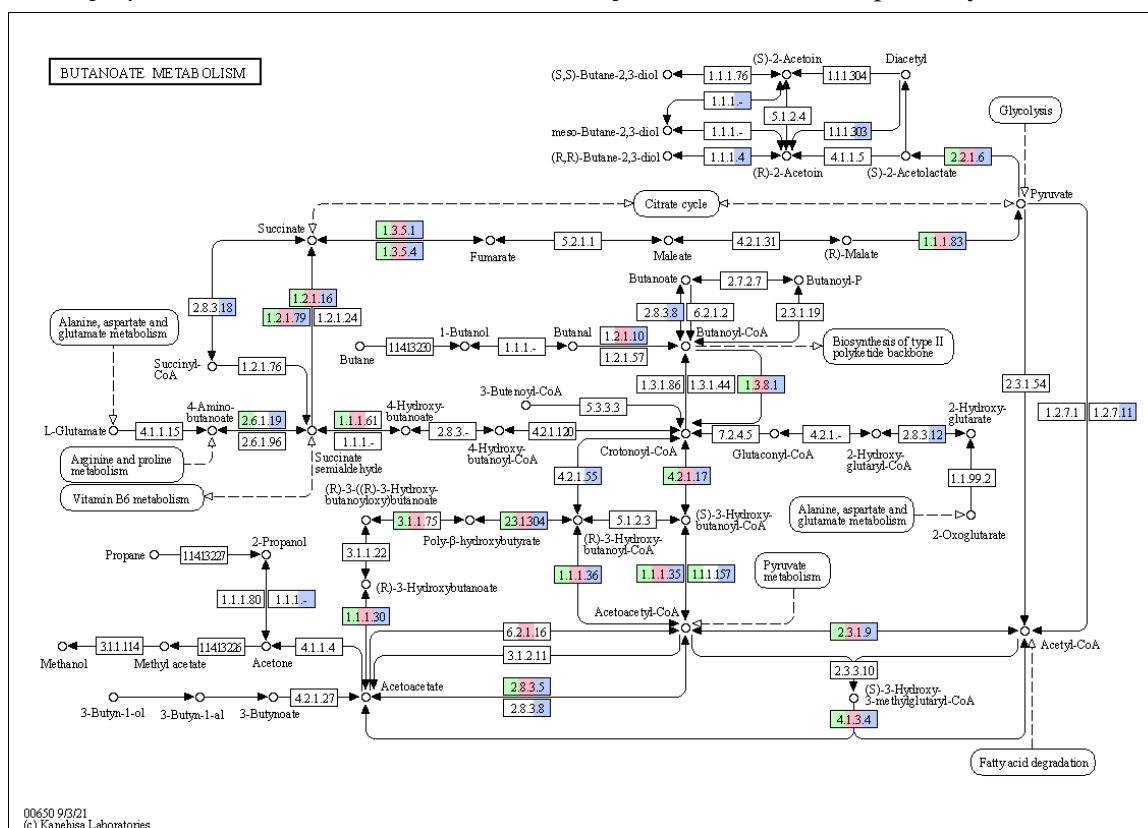 BUTANOATE METABOLISM
(S,S)-Butane-2,3-diol
1.1.1.76
(S)-2-Acetoin
1.1.1.304
Diacetyl
1.1.1.-
5.1.2.4
Glycolysis
meso-Butane-2,3-diol
1.1.1.-
1.1.1.303
(R,R)-Butane-2,3-diol
1.1.1.4
(R)-2-Acetoin
4.1.1.5
(S)-2-Acetolactate
2.2.1.6
Pyruvate
Citrate cycle
Succinate
1.3.5.1
1.3.5.4
Fumarate
5.2.1.1
Maleate
4.2.1.31
(R)-Malate
1.1.1.83
Butanoate
2.7.2.7
Butanoyl-P
2.8.3.18
1.2.1.16
1.2.1.79
1.2.1.24
2.8.3.8
6.2.1.2
2.3.1.19
Alanine, aspartate and
glutamate metabolism
1-Butanol
Butanal
1.2.1.10
Butanoyl-CoA
Butane
1.14.13.230
1.1.1.-
1.2.1.57
Biosynthesis of type II
polyketide backbone
Succinyl-
CoA
1.2.1.76
3-Butenoyl-CoA
5.3.3.3
1.3.1.86
1.3.1.44
1.3.8.1
2.3.1.54
1.2.7.1
1.2.7.11
L-Glutamate
4.1.1.15
4-Amino-
butanoate
2.6.1.19
2.6.1.96
1.1.1.61
1.1.1.-
4-Hydroxy-
butanoate
2.8.3.-
4.2.1.120
4-Hydroxy-
butanoyl-CoA
Crotonoyl-CoA
7.2.4.5
Glutaconyl-CoA
4.2.1.-
2-Hydroxy-
glutaryl-CoA
2.8.3.12
2-Hydroxy-
glutarate
Arginine and proline
metabolism
Succinate
semialdehyde
Vitamin B6 metabolism
1.1.99.2
4.2.1.55
4.2.1.17
(R)-3-((R)-3-Hydroxy-
butanoyloxy)butanoate
3.1.1.75
2.3.1.304
Poly-β-hydroxybutyrate
5.1.2.3
(R)-3-Hydroxy-
butanoyl-CoA
(S)-3-Hydroxy-
butanoyl-CoA
Alanine, aspartate and
glutamate metabolism
2-Oxoglutarate
Propane
1.14.13.227
2-Propanol
3.1.1.22
(R)-3-Hydroxybutanoate
1.1.1.36
1.1.1.35
1.1.1.157
Pyruvate
metabolism
1.1.1.80
1.1.1.-
1.1.1.30
Acetoacetyl-CoA
Methanol
3.1.1.114
Methyl acetate
1.14.13.226
Acetone
4.1.1.4
6.2.1.16
3.1.2.11
2.3.1.9
Acetyl-CoA
2.3.3.10
3-Butyn-1-ol
3-Butyn-1-al
3-Butynoate
4.2.1.27
Acetoacetate
2.8.3.5
2.8.3.8
(S)-3-Hydroxy-
3-methylglutaryl-CoA
4.1.3.4
Fatty acid degradation
00650 9/3/21
(c) Kanehisa Laboratories